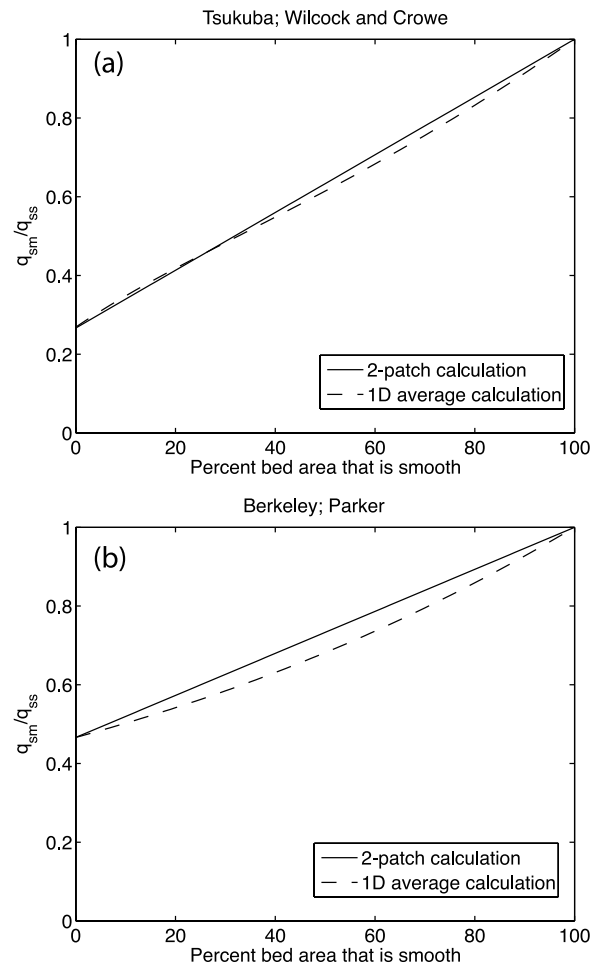 Tsukuba; Wilcock and Crowe
(a)
1
0.8
0.6
0.4
0.2
0
q_sm/q_ss
2-patch calculation
1D average calculation
0 20 40 60 80 100
Percent bed area that is smooth
Berkeley; Parker
(b)
1
0.8
0.6
0.4
0.2
0
q_sm/q_ss
2-patch calculation
1D average calculation
0 20 40 60 80 100
Percent bed area that is smooth